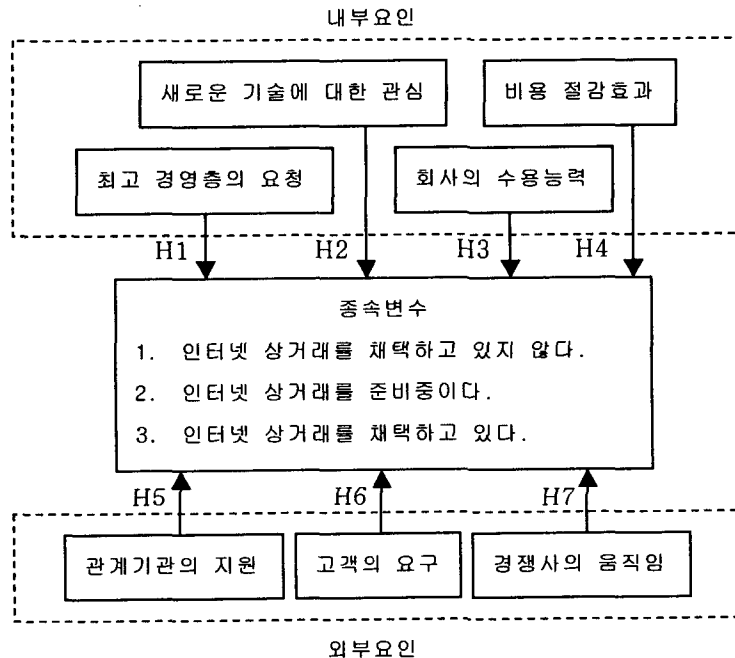 내부요인
새로운 기술에 대한 관심
비용 절감효과
최고 경영층의 요청
회사의 수용능력
H1
H2
H3
H4
종속변수
1. 인터넷 상거래를 채택하고 있지 않다.
2. 인터넷 상거래를 준비중이다.
3. 인터넷 상거래를 채택하고 있다.
H5
H6
H7
관계기관의 지원
고객의 요구
경쟁사의 움직임
외부요인